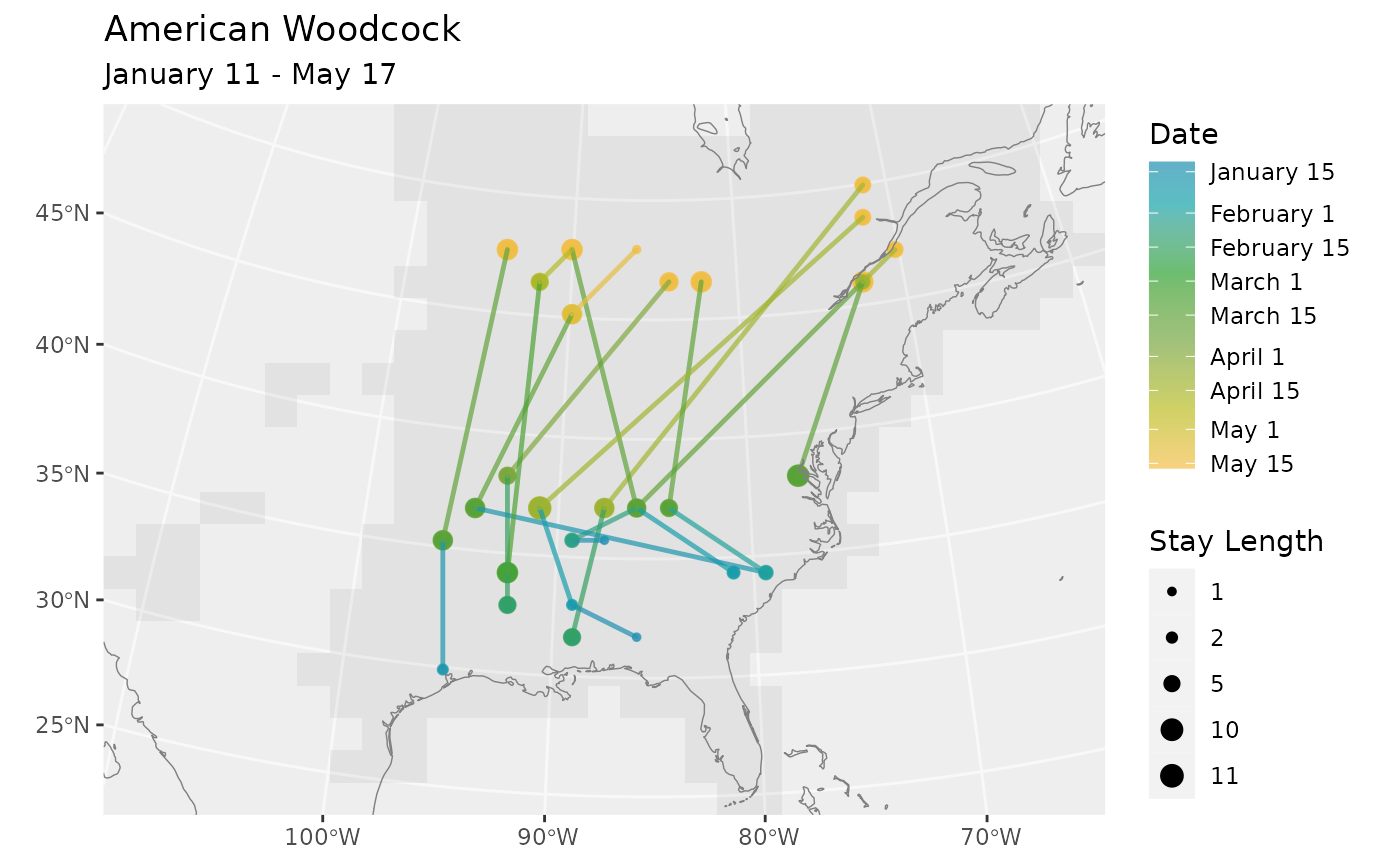 American Woodcock
January 11 - May 17
45°N
40°N
35°N
30°N
25°N
100°W
90°W
80°W
70°W
Date
January 15
February 1
February 15
March 1
March 15
April 1
April 15
May 1
May 15
Stay Length
1
2
5
10
11